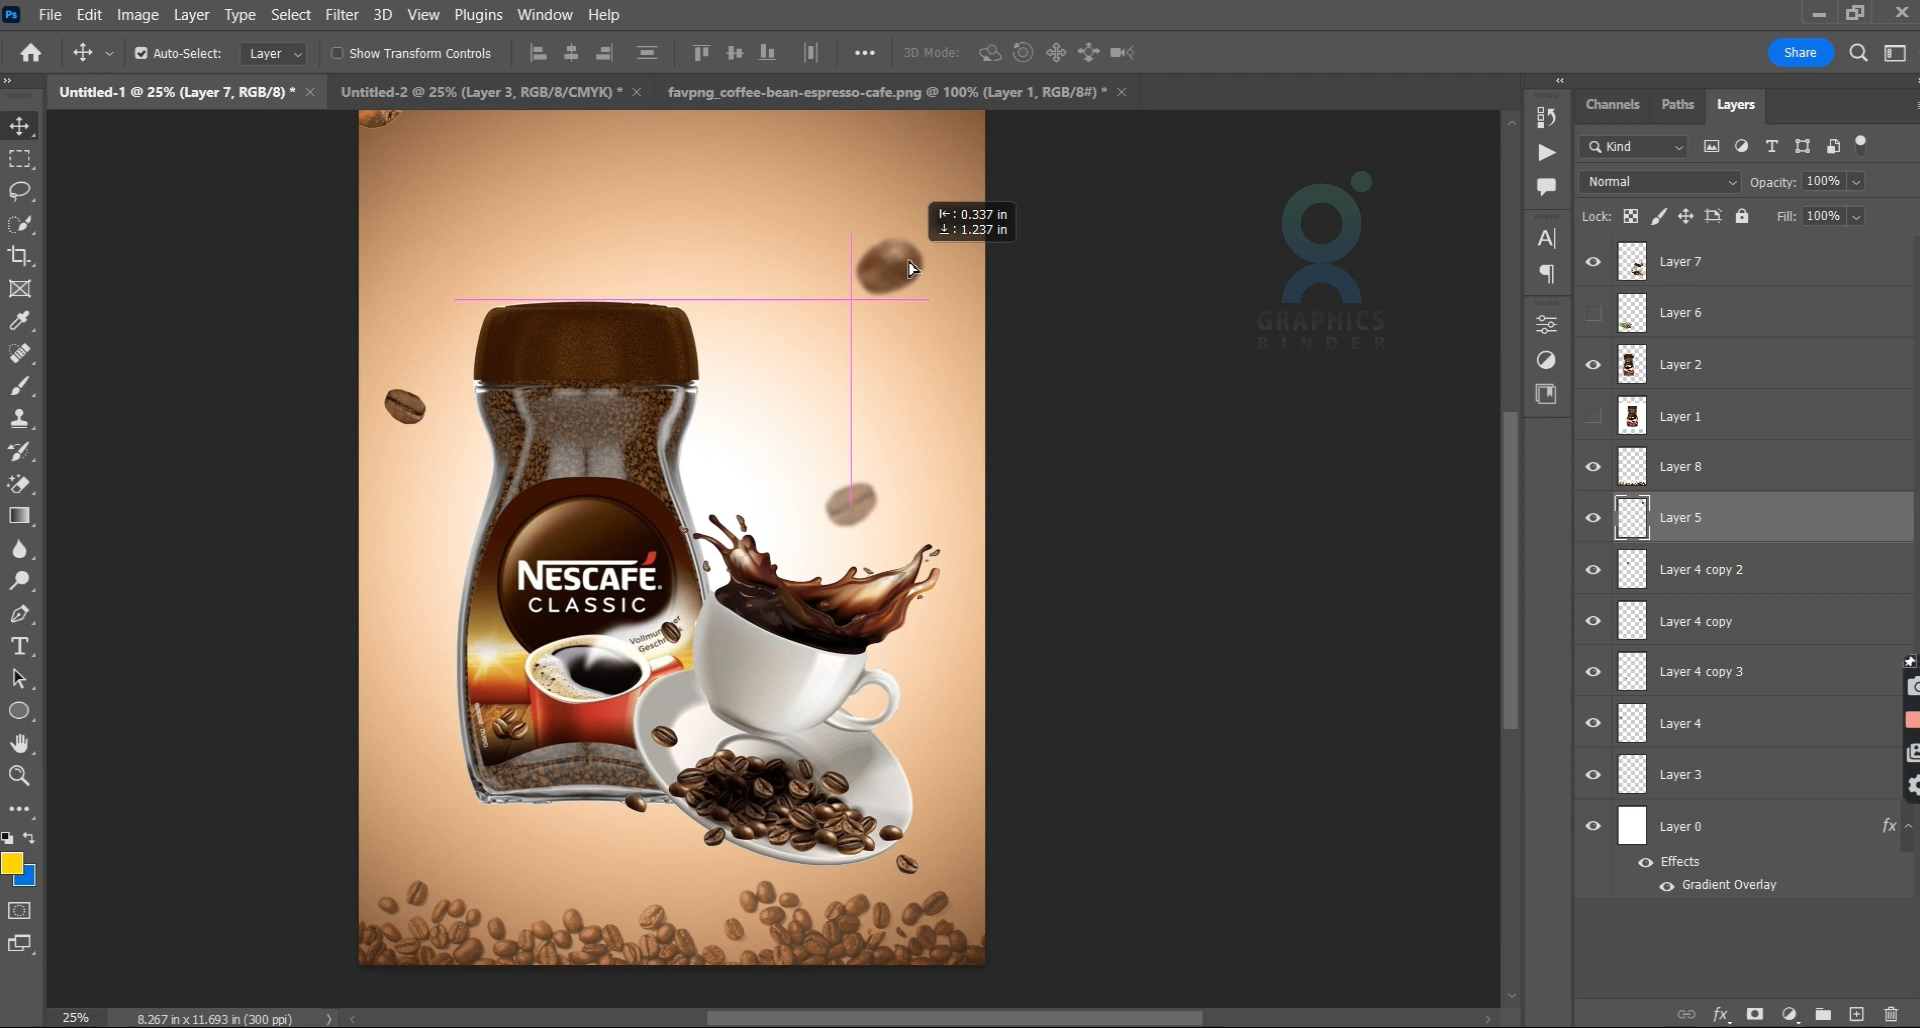 Ps File Edit Image Layer Type Select Filter 3D View Plugins Window Help
Auto-Select: Layer Show Transform Controls 3D Mode: Share
Untitled-1 @ 25% (Layer 7, RGB/8) * Untitled-2 @ 25% (Layer 3, RGB/8/CMYK) * favpng_coffee-bean-espresso-cafe.png @ 100% (Layer 1, RGB/8#) *
Channels Paths Layers
Kind
Normal Opacity: 100%
Lock: Fill: 100%
: 0.337 in
: 1.237 in
GRAPHICS
BINDER
NESCAFÉ®
CLASSIC
Layer 7
Layer 6
Layer 2
Layer 1
Layer 8
Layer 5
Layer 4 copy 2
Layer 4 copy
Layer 4 copy 3
Layer 4
Layer 3
Layer 0 fx
Effects
Gradient Overlay
25% 8.267 in x 11.693 in (300 ppi)
fx